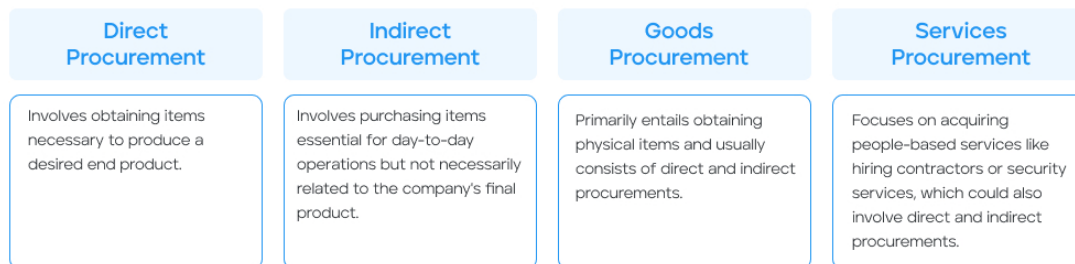 Direct
Procurement
Involves obtaining items
necessary to produce a
desired end product.
Indirect
Procurement
Involves purchasing items
essential for day-to-day
operations but not necessarily
related to the company's final
product.
Goods
Procurement
Primarily entails obtaining
physical items and usually
consists of direct and indirect
procurements.
Services
Procurement
Focuses on acquiring
people-based services like
hiring contractors or security
services, which could also
involve direct and indirect
procurements.